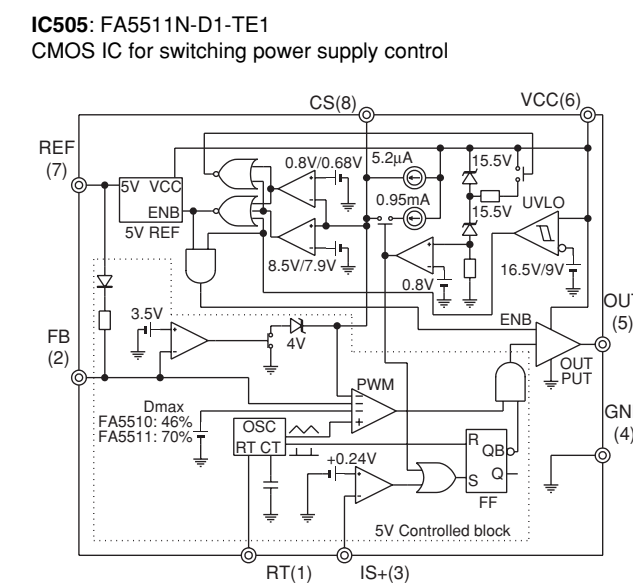 IC505: FA5511N-D1-TE1
CMOS IC for switching power supply control
CS(8)
VCC(6)
REF
(7)
0.8V/0.68V
5.2µA
15.5V
5V VCC
ENB
5V REF
0.95mA
15.5V
UVLO
8.5V/7.9V
16.5V/9V
0.8V
3.5V
4V
ENB
OUT
(5)
FB
(2)
OUT
PUT
PWM
Dmax
FA5510: 46%
FA5511: 70%
OSC
RT CT
GN
(4)
R
QB
Q
S
FF
+0.24V
5V Controlled block
RT(1)
IS+(3)